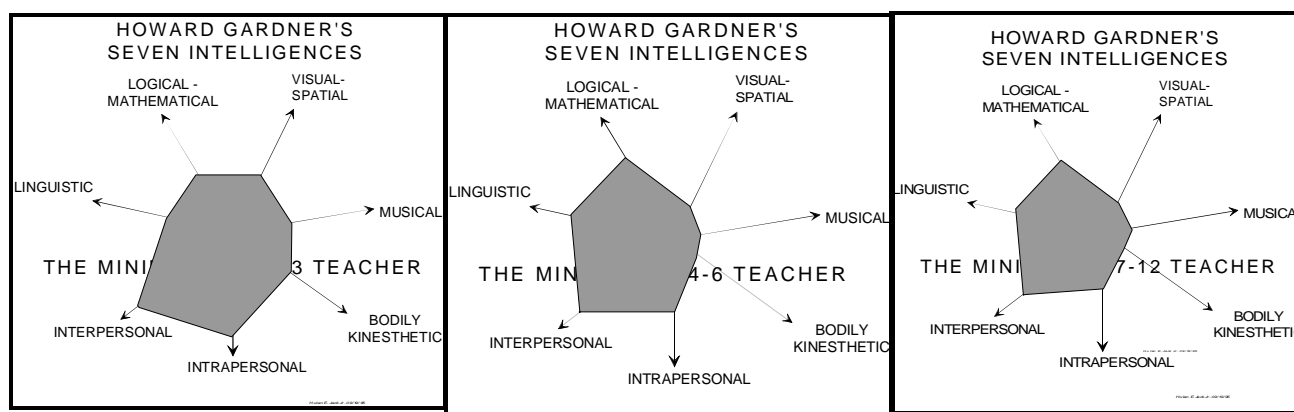 HOWARD GARDNER'S
SEVEN INTELLIGENCES
LOGICAL -
MATHEMATICAL
VISUAL-
SPATIAL
LINGUISTIC
MUSICAL
THE MINI 3 TEACHER
INTERPERSONAL
BODILY
KINESTHETIC
INTRAPERSONAL
HOWARD GARDNER'S
SEVEN INTELLIGENCES
LOGICAL -
MATHEMATICAL
VISUAL-
SPATIAL
LINGUISTIC
MUSICAL
THE MIN 4-6 TEACHER
INTERPERSONAL
BODILY
KINESTHETIC
INTRAPERSONAL
HOWARD GARDNER'S
SEVEN INTELLIGENCES
LOGICAL -
MATHEMATICAL
VISUAL-
SPATIAL
LINGUISTIC
MUSICA
THE MINI 7-12 TEACHER
INTERPERSONAL
BODILY
KINESTHETIC
INTRAPERSONAL